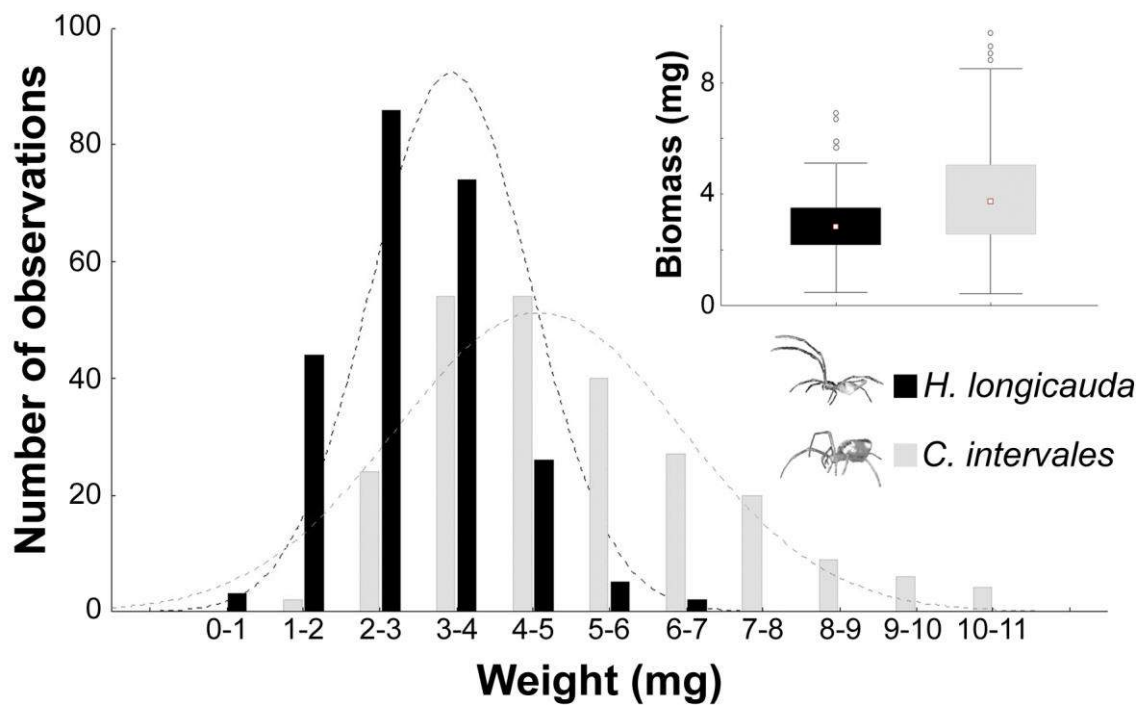 Number of observations
100
80
60
40
20
0
0-1 1-2 2-3 3-4 4-5 5-6 6-7 7-8 8-9 9-10 10-11
Weight (mg)
Biomass (mg)
8
4
0
H. longicauda
C. intervales